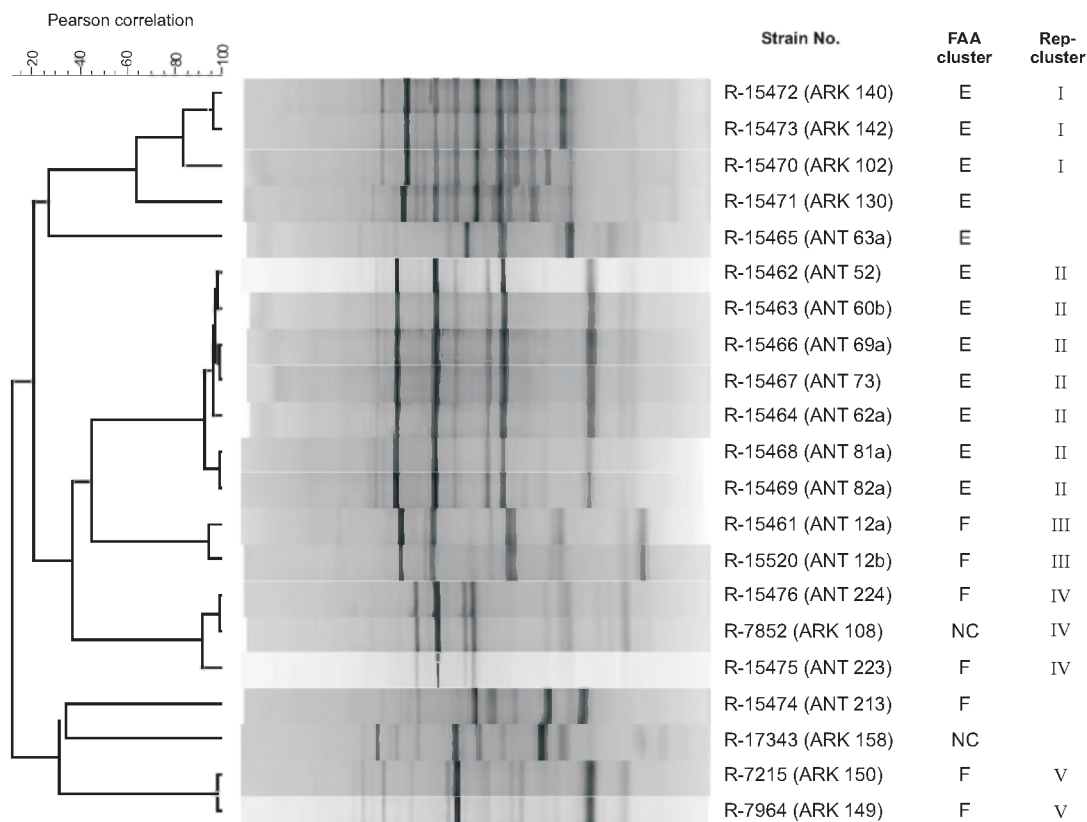 Pearson correlation
20 40 60 80 100
Strain No. FAA cluster Rep-cluster
R-15472 (ARK 140) E I
R-15473 (ARK 142) E I
R-15470 (ARK 102) E I
R-15471 (ARK 130) E
R-15465 (ANT 63a) E
R-15462 (ANT 52) E II
R-15463 (ANT 60b) E II
R-15466 (ANT 69a) E II
R-15467 (ANT 73) E II
R-15464 (ANT 62a) E II
R-15468 (ANT 81a) E II
R-15469 (ANT 82a) E II
R-15461 (ANT 12a) F III
R-15520 (ANT 12b) F III
R-15476 (ANT 224) F IV
R-7852 (ARK 108) NC IV
R-15475 (ANT 223) F IV
R-15474 (ANT 213) F
R-17343 (ARK 158) NC
R-7215 (ARK 150) F V
R-7964 (ARK 149) F V